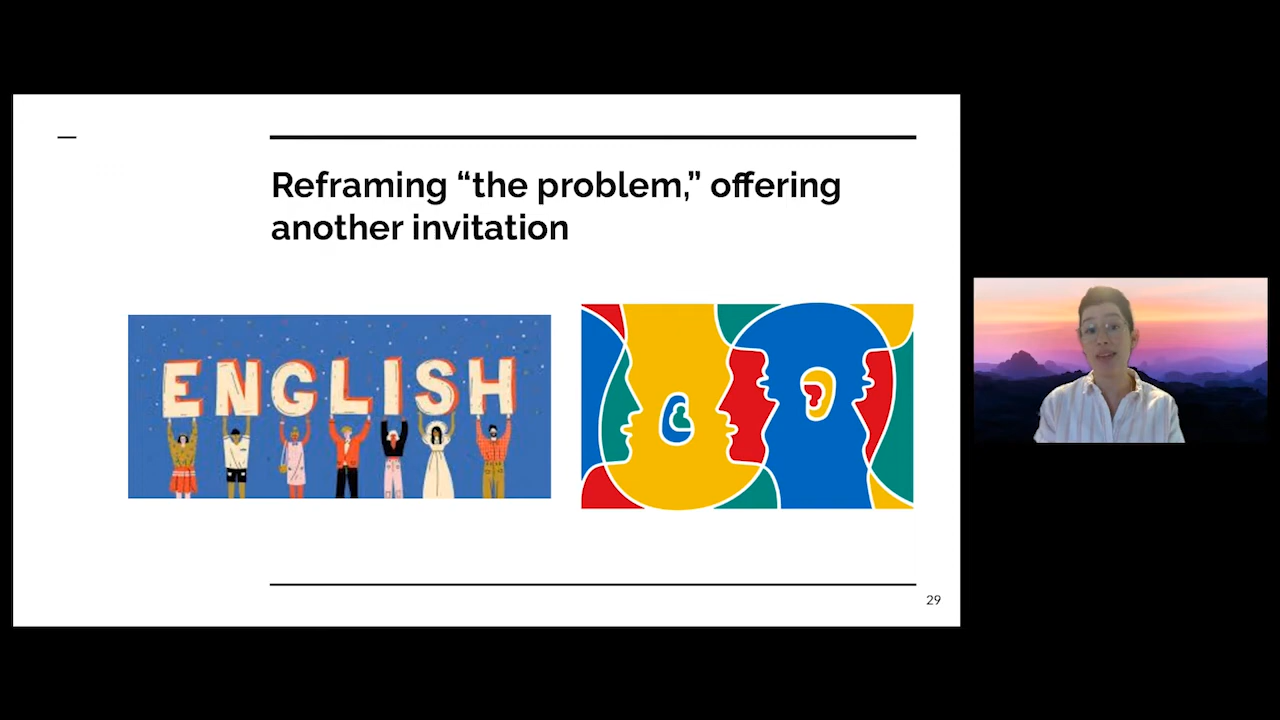 Reframing “the problem,” offering
another invitation
ENGLISH
29